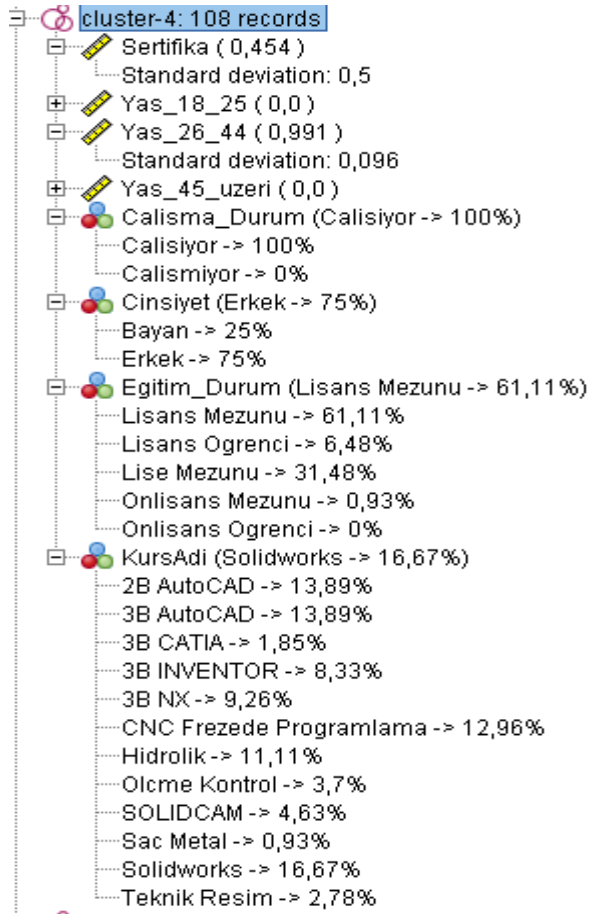 cluster-4: 108 records
Sertifika ( 0,454 )
Standard deviation: 0,5
Yas_18_25 ( 0,0 )
Yas_26_44 ( 0,991 )
Standard deviation: 0,096
Yas_45_uzeri ( 0,0 )
Calisma_Durum (Calisiyor -> 100%)
Calisiyor -> 100%
Calismiyor -> 0%
Cinsiyet (Erkek -> 75%)
Bayan -> 25%
Erkek -> 75%
Egitim_Durum (Lisans Mezunu -> 61,11%)
Lisans Mezunu -> 61,11%
Lisans Ogrenci -> 6,48%
Lise Mezunu -> 31,48%
Onlisans Mezunu -> 0,93%
Onlisans Ogrenci -> 0%
KursAdi (Solidworks -> 16,67%)
2B AutoCAD -> 13,89%
3B AutoCAD -> 13,89%
3B CATIA -> 1,85%
3B INVENTOR -> 8,33%
3B NX -> 9,26%
CNC Frezede Programlama -> 12,96%
Hidrolik -> 11,11%
Olcme Kontrol -> 3,7%
SOLIDCAM -> 4,63%
Sac Metal -> 0,93%
Solidworks -> 16,67%
Teknik Resim -> 2,78%